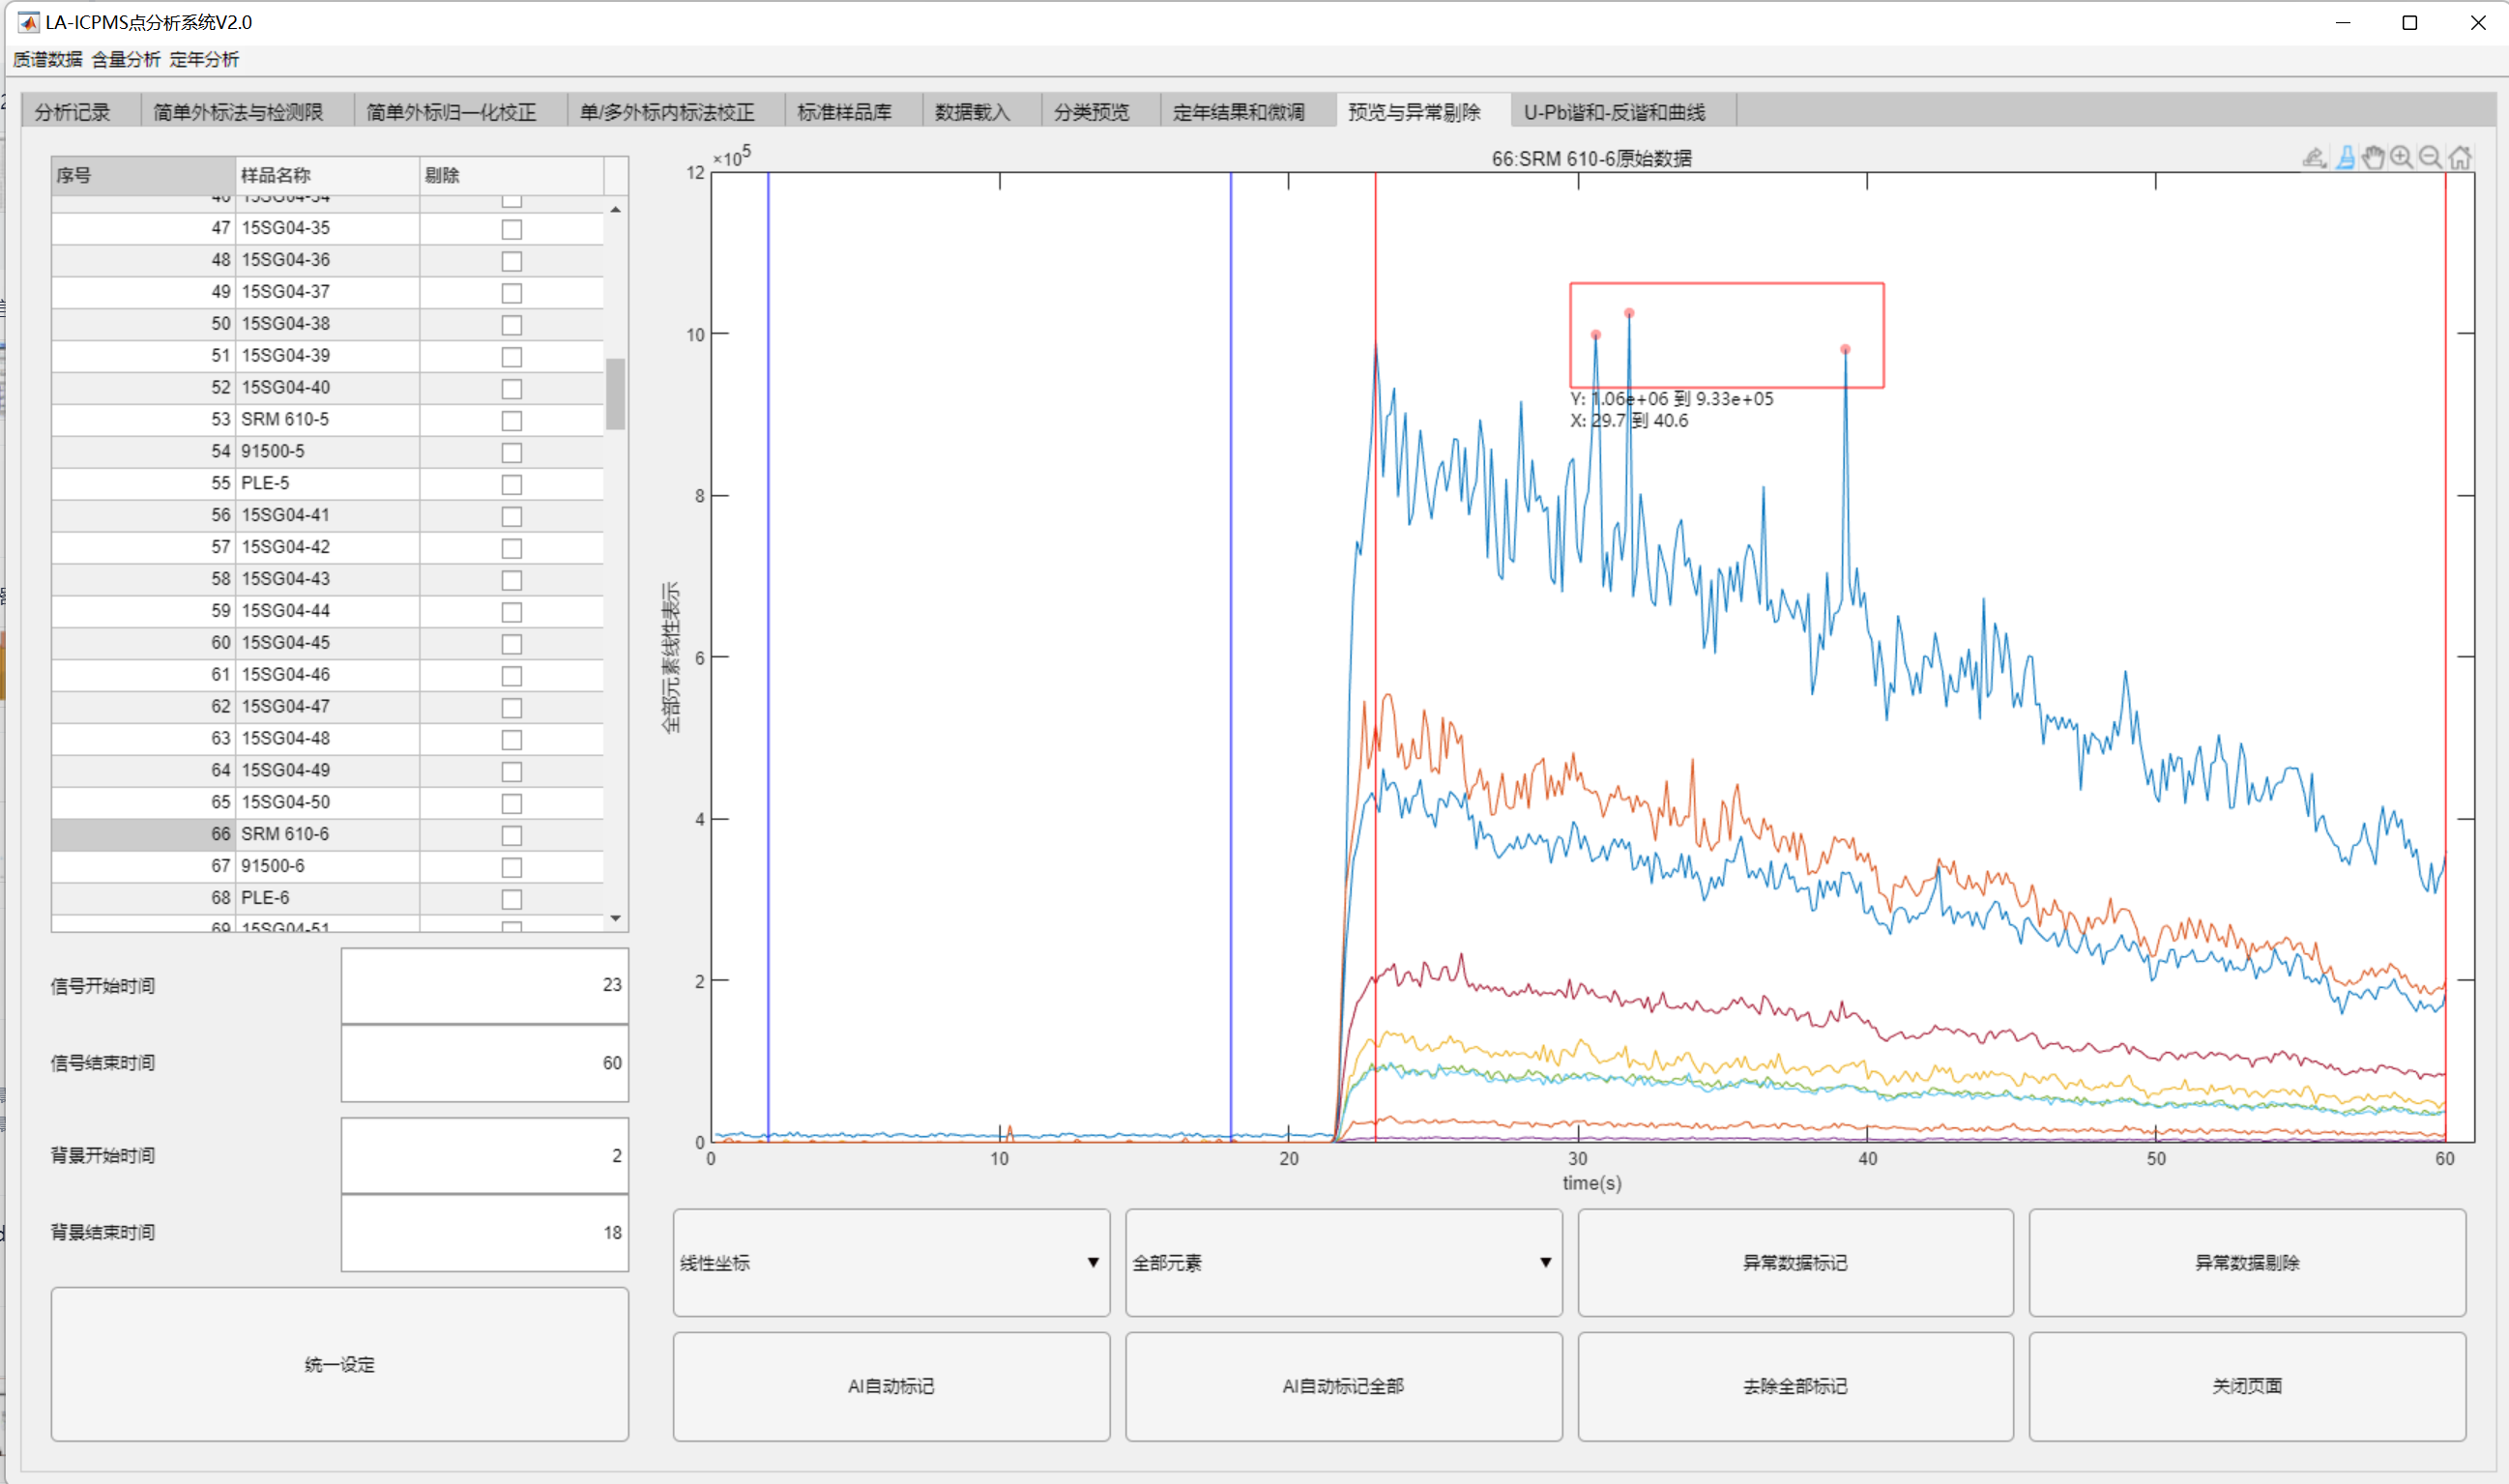 LA-ICPMS点分析系统V2.0
质谱数据 含量分析 定年分析
分析记录 简单外标法与检测限 简单外标归一化校正 单/多外标内标法校正 标准样品库 数据载入 分类预览 定年结果和微调 预览与异常剔除 U-Pb谐和-反谐和曲线
序号 样品名称 剔除
46 15SG04-34
47 15SG04-35
48 15SG04-36
49 15SG04-37
50 15SG04-38
51 15SG04-39
52 15SG04-40
53 SRM 610-5
54 91500-5
55 PLE-5
56 15SG04-41
57 15SG04-42
58 15SG04-43
59 15SG04-44
60 15SG04-45
61 15SG04-46
62 15SG04-47
63 15SG04-48
64 15SG04-49
65 15SG04-50
66 SRM 610-6
67 91500-6
68 PLE-6
69 15SG04-51
信号开始时间 23
信号结束时间 60
背景开始时间 2
背景结束时间 18
统一设定
×10⁵
66:SRM 610-6原始数据
12
10
8
6
4
2
0
全部元素线性表示
Y: 1.06e+06 到 9.33e+05
X: 29.7 到 40.6
0 10 20 30 40 50 60
time(s)
线性坐标 全部元素 异常数据标记 异常数据剔除
AI自动标记 AI自动标记全部 去除全部标记 关闭页面